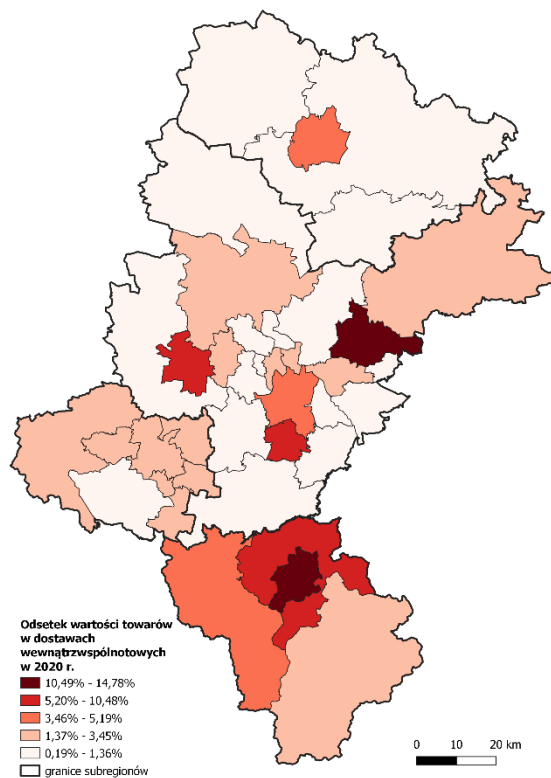 Odsetek wartości towarów
w dostawach
wewnątrzwspólnotowych
w 2020 r.
10,49% - 14,78%
5,20% - 10,48%
3,46% - 5,19%
1,37% - 3,45%
0,19% - 1,36%
granice subregionów
0 10 20 km